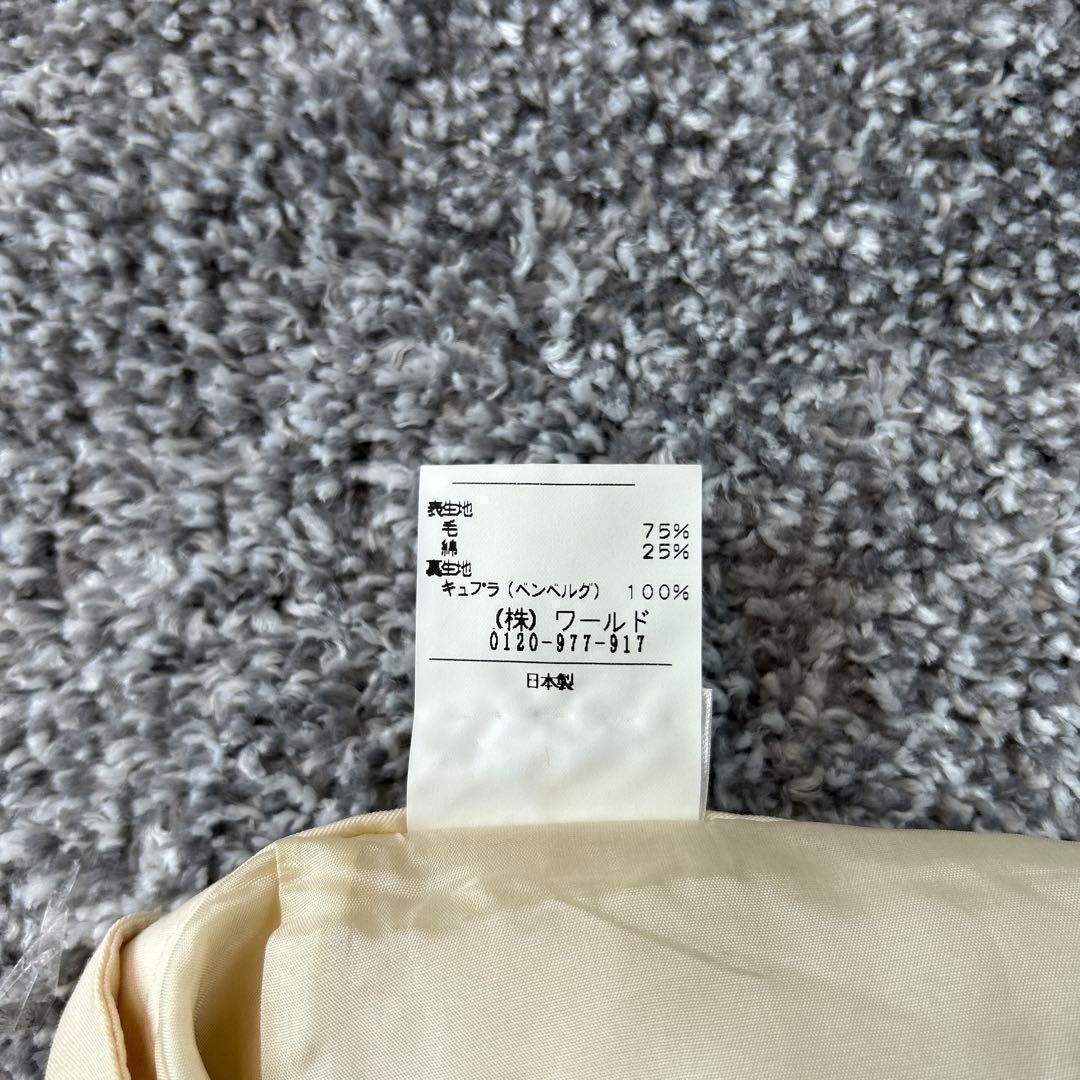 表生地
毛 75%
綿 25%
裏生地
キュプラ(ベンベルグ) 100%
(株) ワールド
0120-977-917
日本製